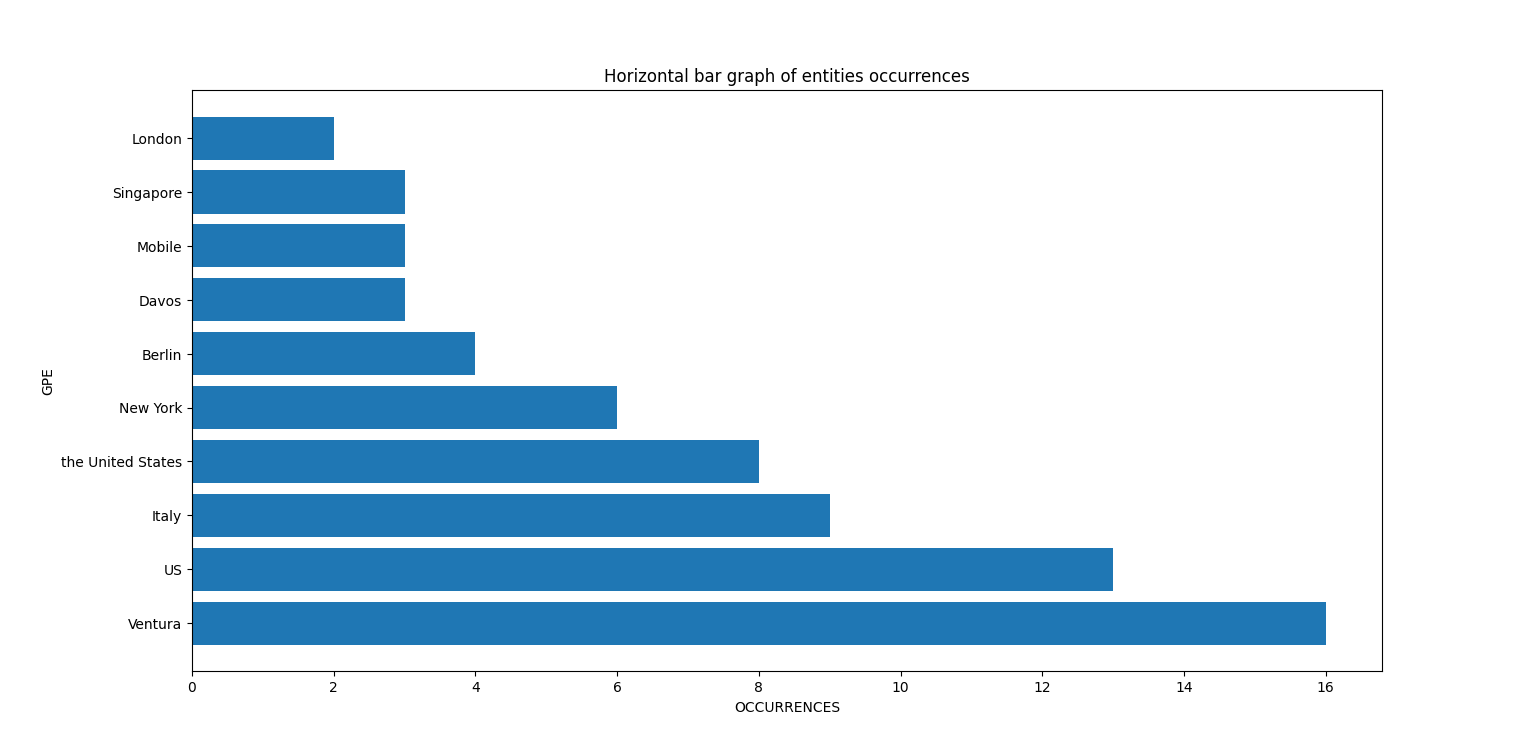 Horizontal bar graph of entities occurrences
London
Singapore
Mobile
Davos
Berlin
GPE
New York
the United States
Italy
US
Ventura
0 2 4 6 8 10 12 14 16
OCCURRENCES